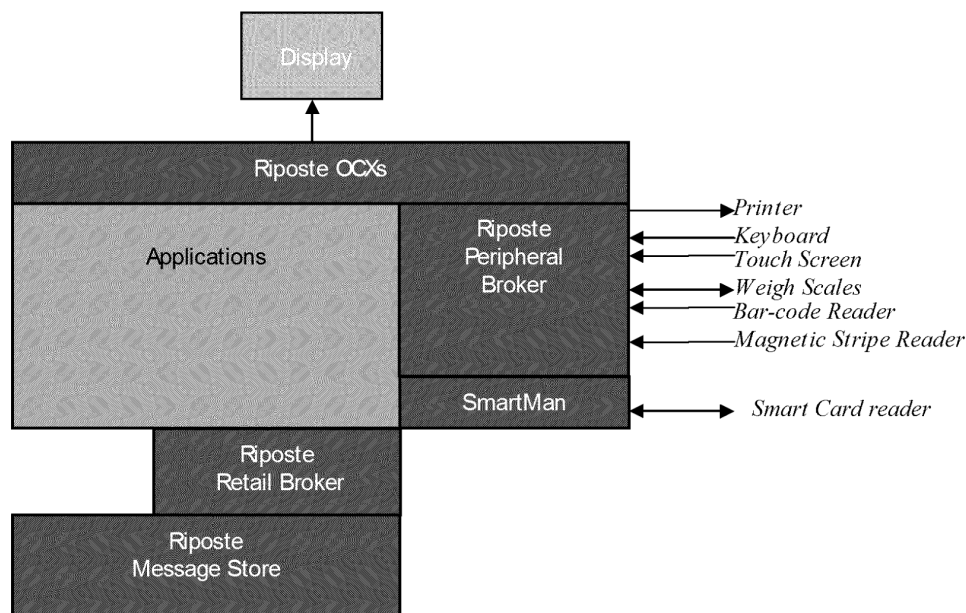 Display
Riposte OCXs
Applications
Riposte
Peripheral
Broker
Printer
Keyboard
Touch Screen
Weigh Scales
Bar-code Reader
Magnetic Stripe Reader
SmartMan
Smart Card reader
Riposte
Retail Broker
Riposte
Message Store